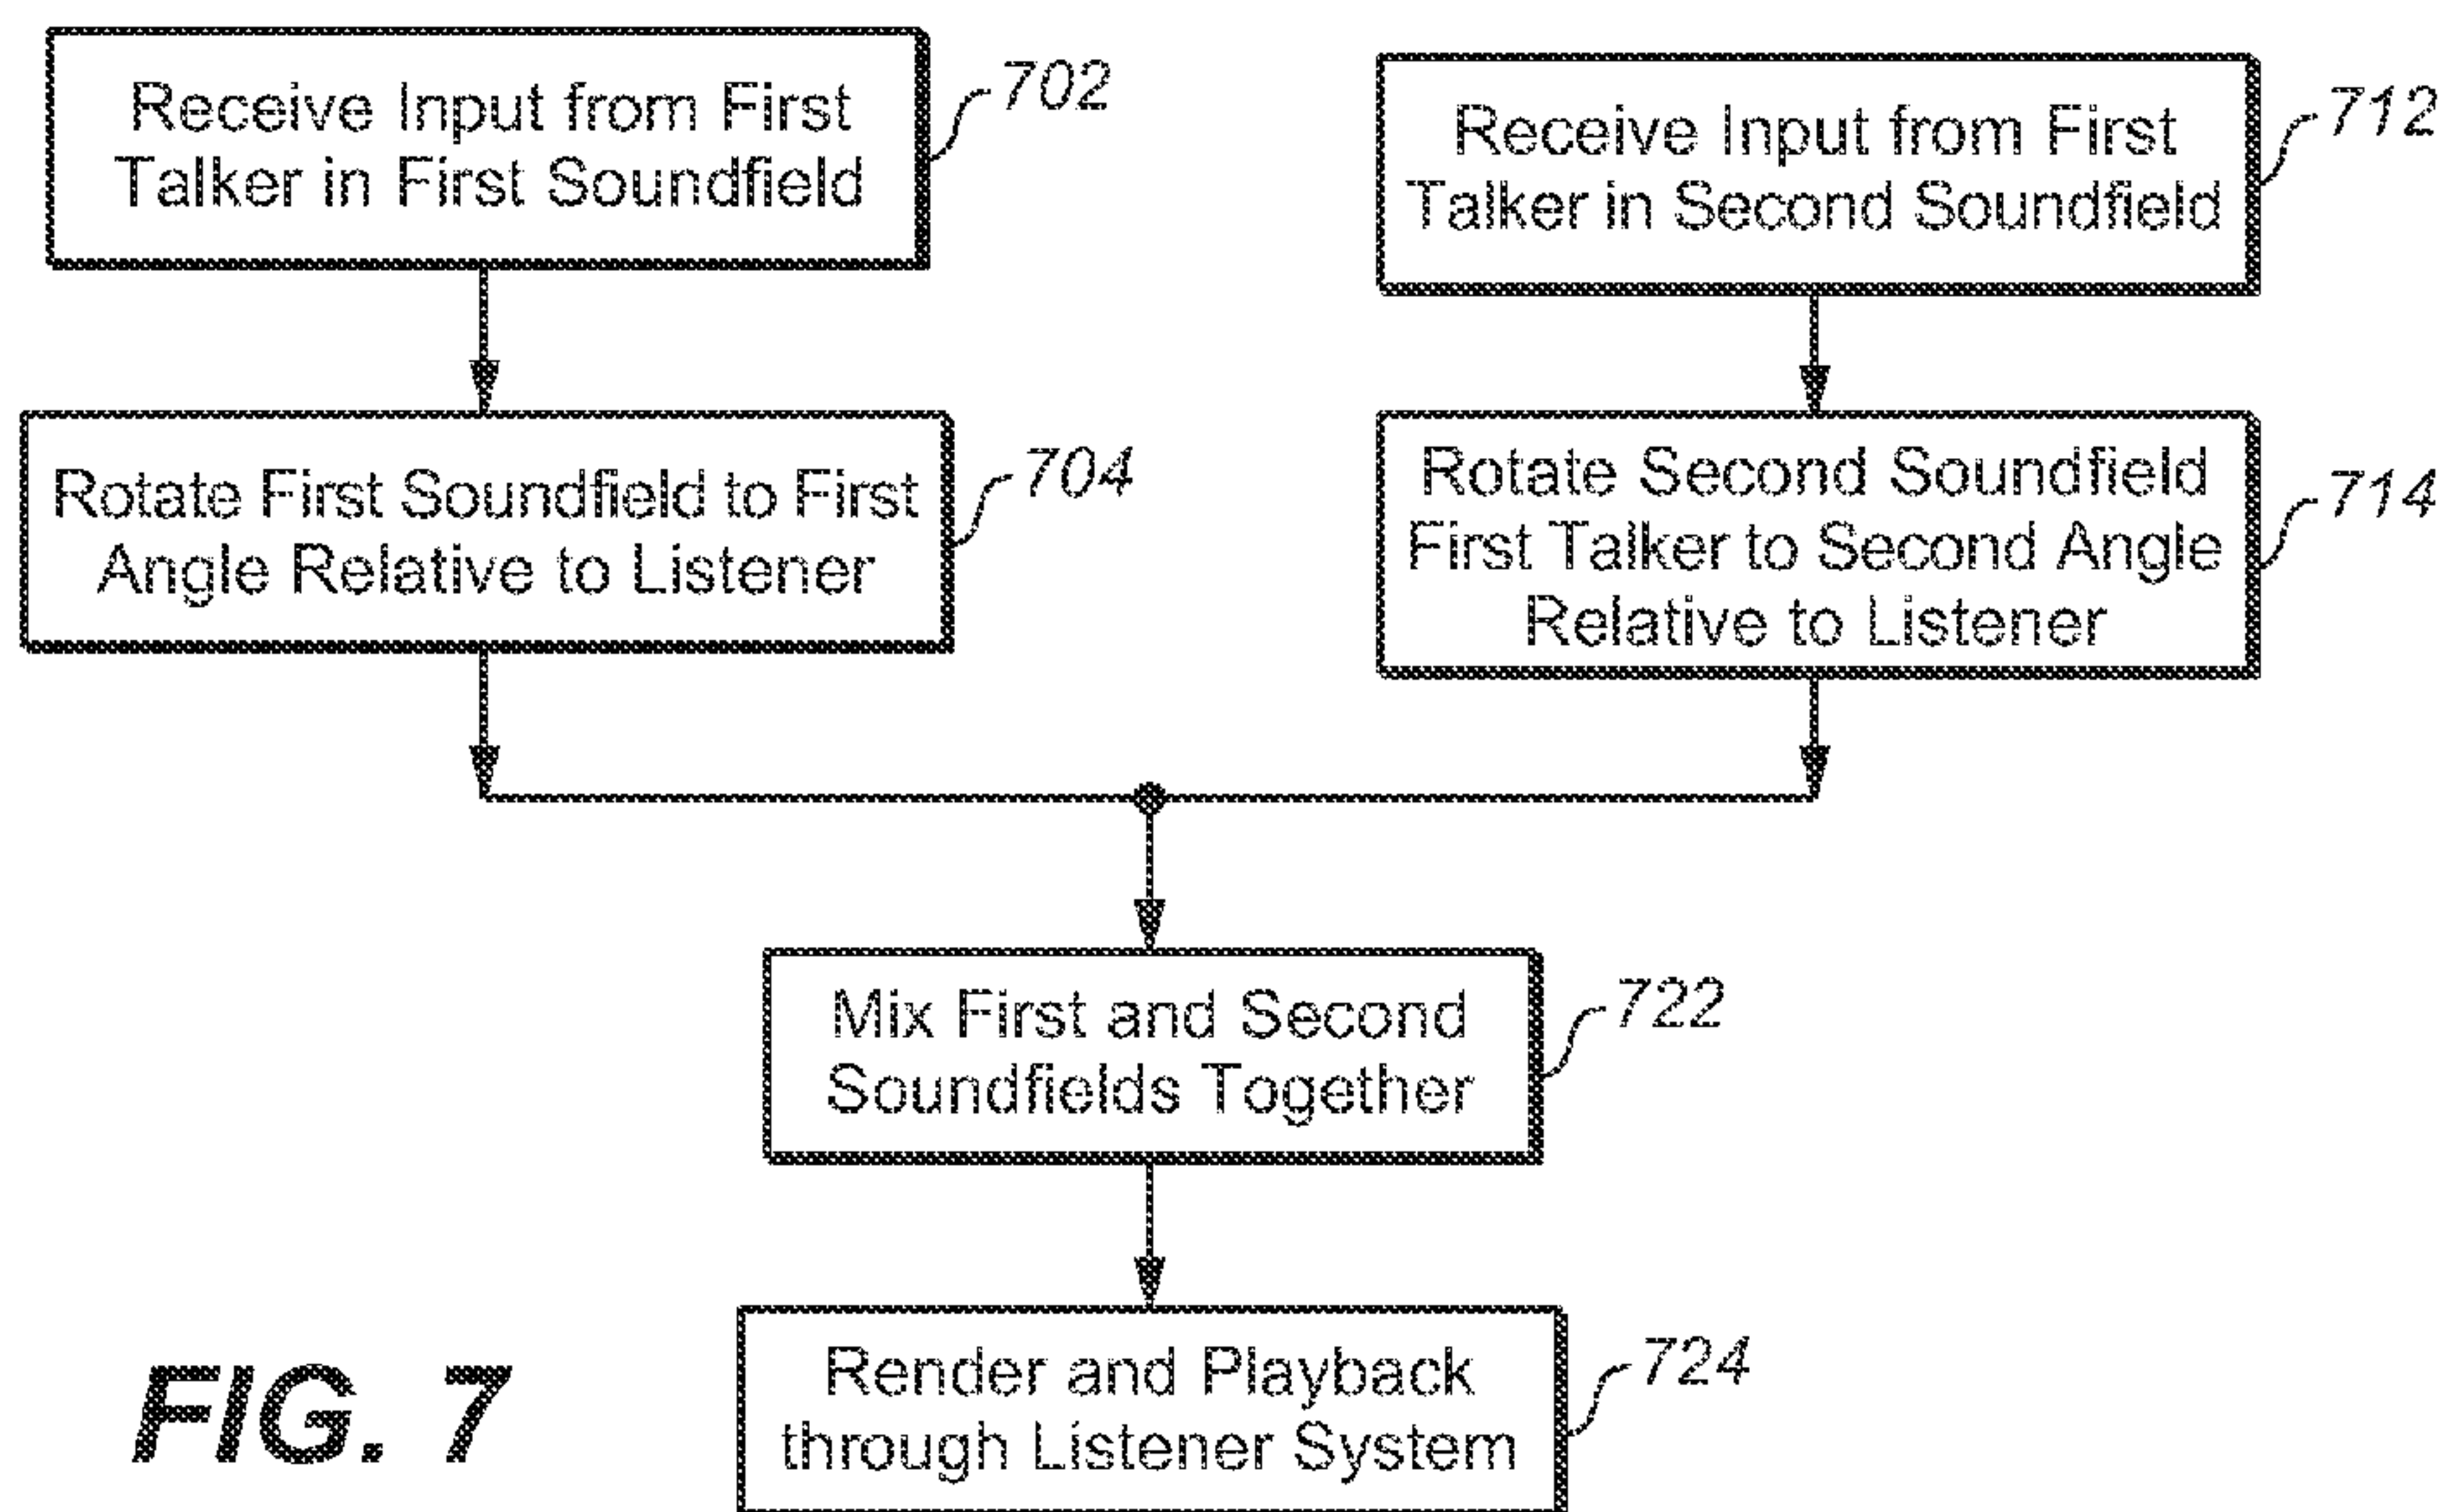 Receive Input from First
Talker in First Soundfield
702
Receive Input from First
Talker in Second Soundfield
712
Rotate First Soundfield to First
Angle Relative to Listener
704
Rotate Second Soundfield
First Talker to Second Angle
Relative to Listener
714
Mix First and Second
Soundfields Together
722
Render and Playback
through Listener System
724
FIG. 7